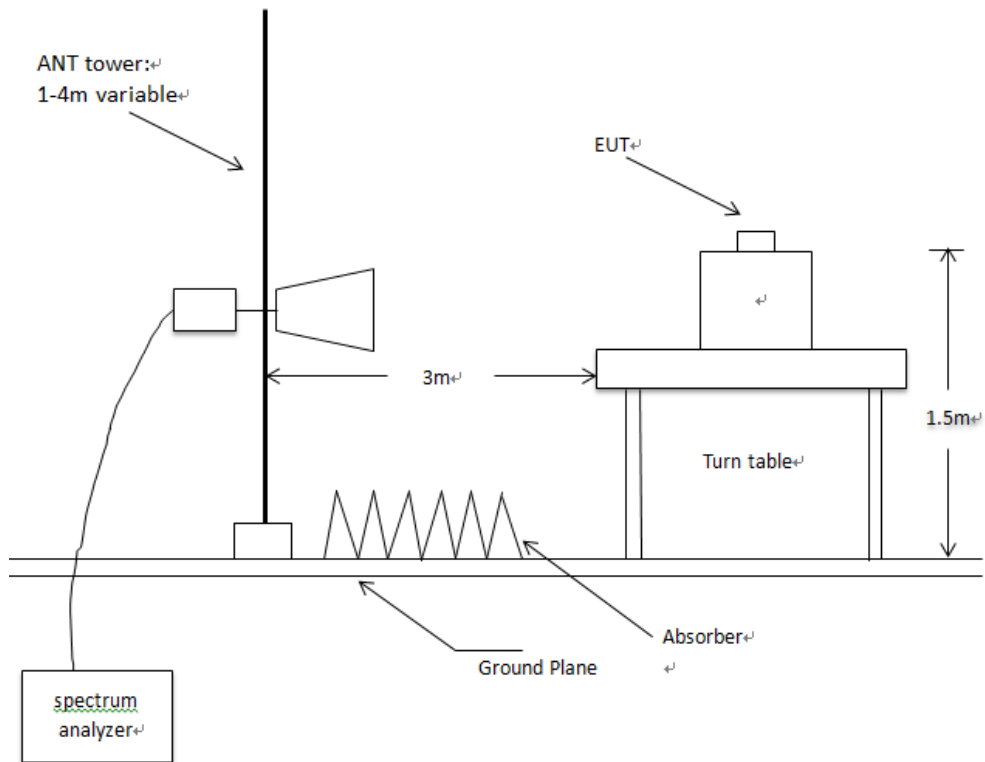 ANT tower:↵
1-4m variable↵
EUT↵
↵
3m↵
1.5m↵
Turn table↵
Absorber↵
↵
Ground Plane
spectrum
analyzer↵